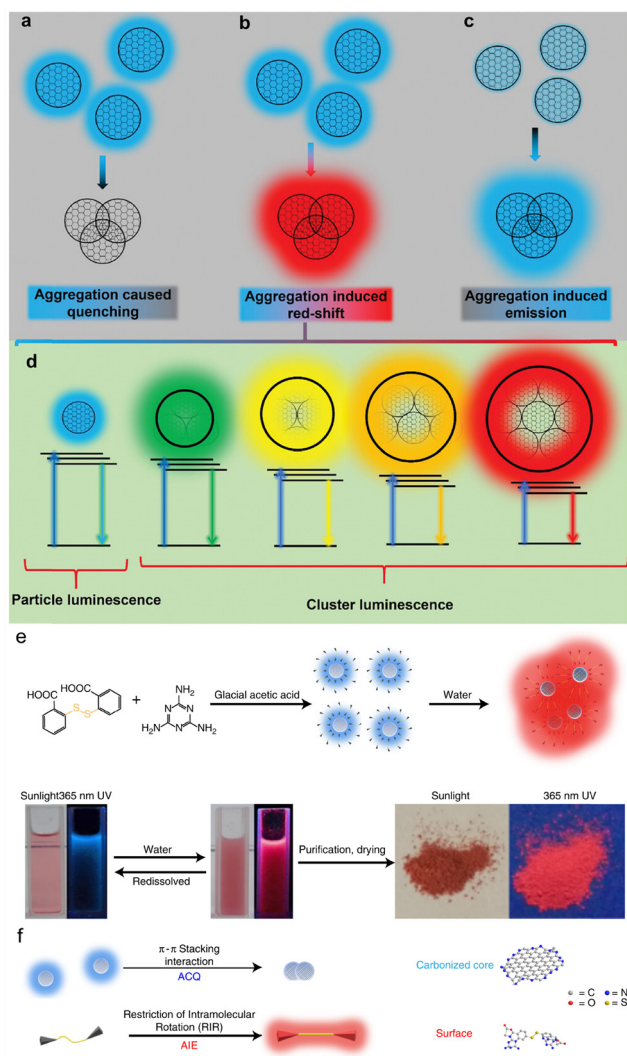 a
b
c
Aggregation caused
quenching
Aggregation induced
red-shift
Aggregation induced
emission
d
Particle luminescence
Cluster luminescence
e
HOOC
HOOC
S
S
+
NH2
N
N
N
H2N
NH2
Glacial acetic acid
Water
Sunlight365 nm UV
Water
Redissolved
Purification, drying
Sunlight
365 nm UV
f
π-π Stacking
interaction
ACQ
Carbonized core
= C
= N
= O
= S
Restriction of Intramolecular
Rotation (RIR)
AIE
Surface